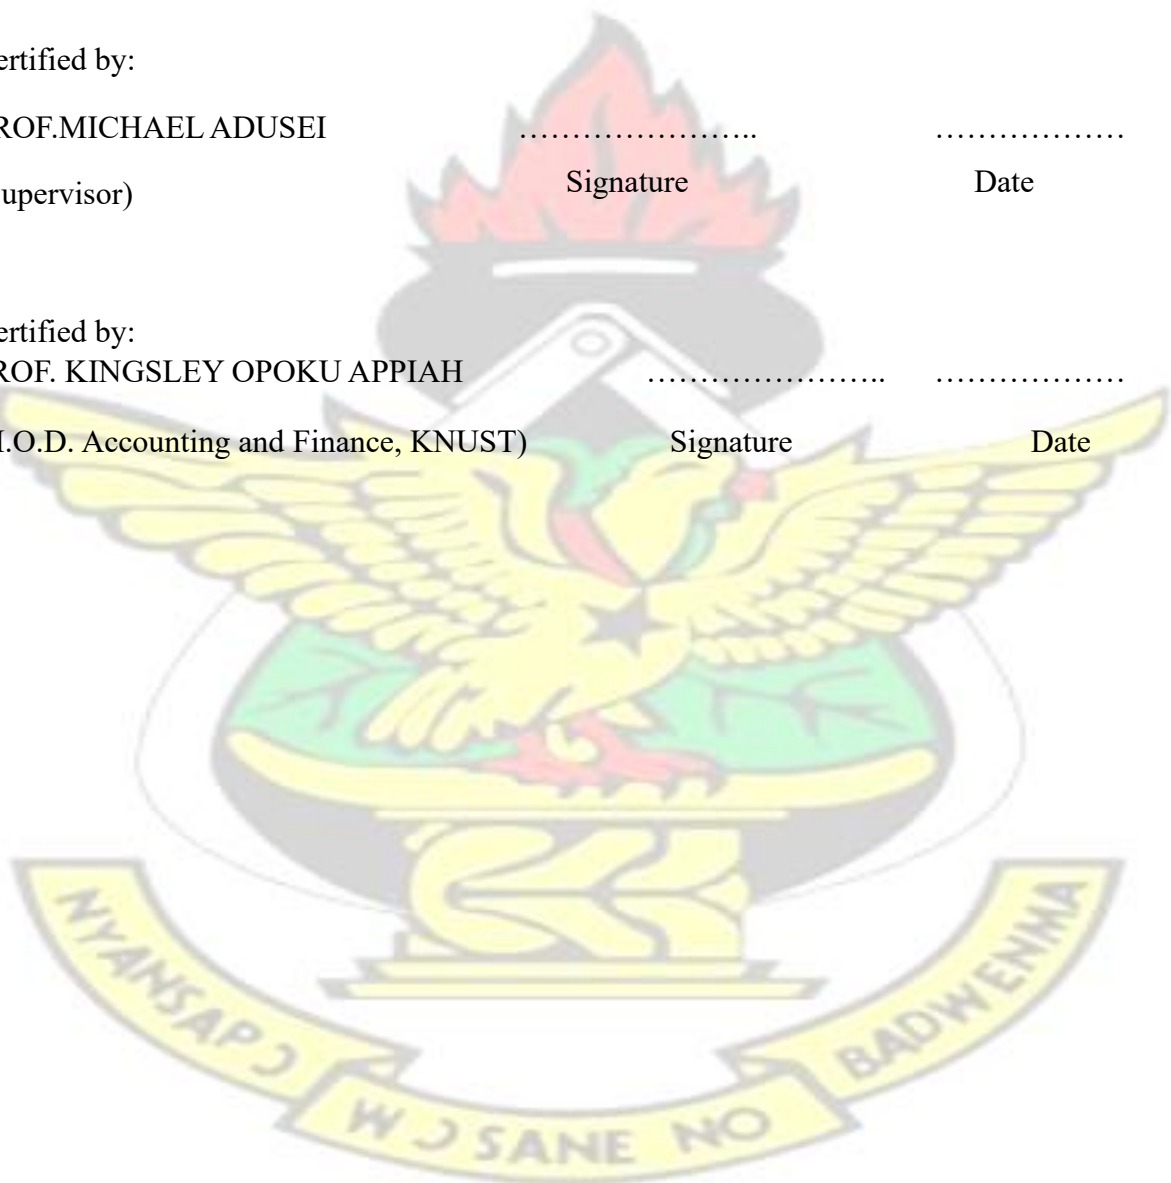 ertified by:
ROF.MICHAEL ADUSEI ………………….. ………………
upervisor) Signature Date
ertified by:
ROF. KINGSLEY OPOKU APPIAH ………………….. ………………
I.O.D. Accounting and Finance, KNUST) Signature Date
NYANSAPƆ
WƆ SANE NO
BADWENMA